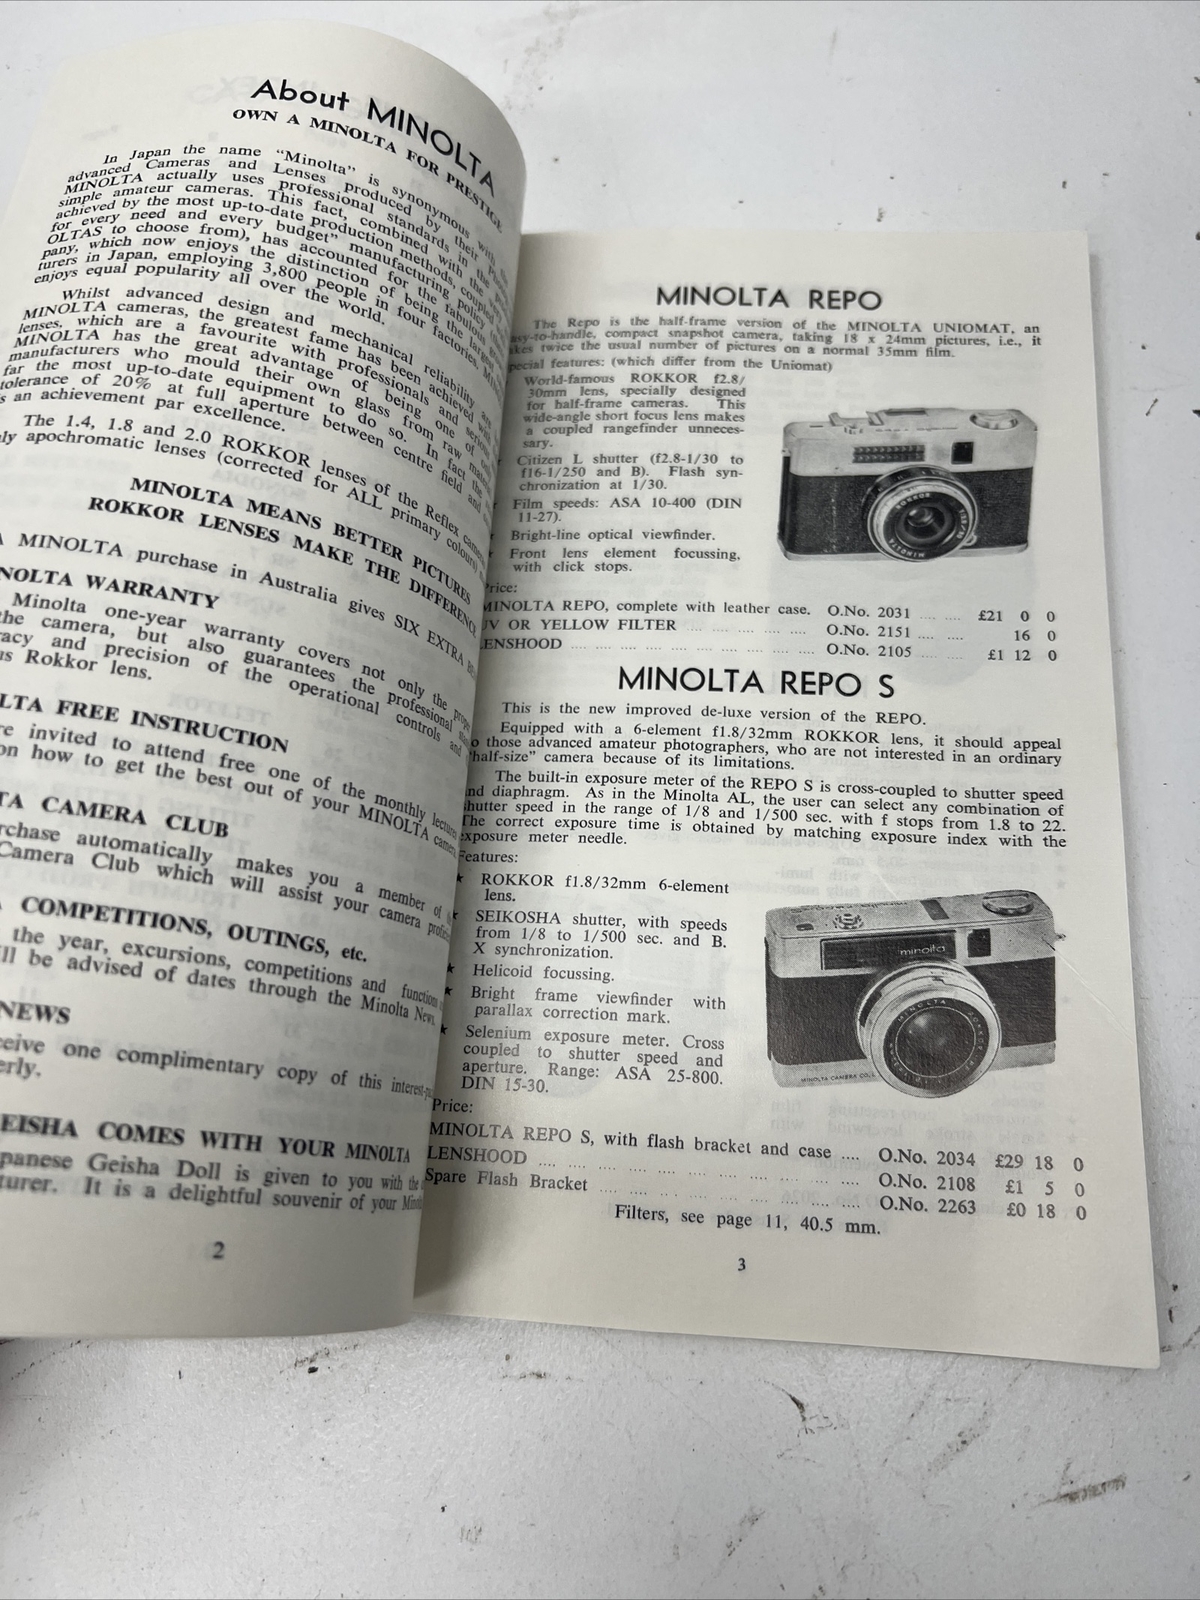 About MINOLTA
OWN A MINOLTA FOR PRESTIGE
In Japan the name "Minolta" is synonymous with the
advanced Cameras and Lenses produced by their
MINOLTA actually uses professional standards in the
simple amateur cameras. This fact, combined with the
achieved by the most up-to-date production methods, coupled
for every need and every budget" manufacturing policy
OLTAS to choose from), has accounted for the fabulous
pany, which now enjoys the distinction of being the largest
turers in Japan, employing 3,800 people in four factories.
enjoys equal popularity all over the world.
Whilst advanced design and mechanical reliability are
MINOLTA cameras, the greatest fame has been achieved with
lenses, which are a favourite with professionals and
MINOLTA has the great advantage of being one of
manufacturers who mould their own glass from raw
far the most up-to-date equipment to do so. In fact the
tolerance of 20% at full aperture between centre field and
s an achievement par excellence.
The 1.4, 1.8 and 2.0 ROKKOR lenses of the Reflex
ly apochromatic lenses (corrected for ALL primary colours)
MINOLTA MEANS BETTER PICTURES
ROKKOR LENSES MAKE THE DIFFERENCE
A MINOLTA purchase in Australia gives SIX EXTRA
NOLTA WARRANTY
Minolta one-year warranty covers not only the
the camera, but also guarantees the professional
racy and precision of the operational controls and
us Rokkor lens.
LTA FREE INSTRUCTION
re invited to attend free one of the monthly lectures
on how to get the best out of your MINOLTA camera.
TA CAMERA CLUB
rchase automatically makes you a member of
Camera Club which will assist your camera
A COMPETITIONS, OUTINGS, etc.
the year, excursions, competitions and functions
ll be advised of dates through the Minolta News.
NEWS
ceive one complimentary copy of this
erly.
EISHA COMES WITH YOUR MINOLTA
panese Geisha Doll is given to you with the
turer. It is a delightful souvenir of your
2
MINOLTA REPO
The Repo is the half-frame version of the MINOLTA UNIOMAT, an
asy-to-handle, compact snapshot camera, taking 18 x 24mm pictures, i.e., it
akes twice the usual number of pictures on a normal 35mm film.
pecial features: (which differ from the Uniomat)
World-famous ROKKOR f2.8/
30mm lens, specially designed
for half-frame cameras. This
wide-angle short focus lens makes
a coupled rangefinder unneces-
sary.
Citizen L shutter (f2.8-1/30 to
f16-1/250 and B). Flash syn-
chronization at 1/30.
Film speeds: ASA 10-400 (DIN
11-27).
Bright-line optical viewfinder.
★ Front lens element focussing,
with click stops.
Price:
MINOLTA REPO, complete with leather case. O.No. 2031 .... .... £21 0 0
UV OR YELLOW FILTER .... .... .... .... .... .... O.No. 2151 .... .... 16 0
LENSHOOD .... .... .... .... .... .... .... .... .... O.No. 2105 .... .... £1 12 0
MINOLTA REPO S
This is the new improved de-luxe version of the REPO.
Equipped with a 6-element f1.8/32mm ROKKOR lens, it should appeal
to those advanced amateur photographers, who are not interested in an ordinary
"half-size" camera because of its limitations.
The built-in exposure meter of the REPO S is cross-coupled to shutter speed
and diaphragm. As in the Minolta AL, the user can select any combination of
shutter speed in the range of 1/8 and 1/500 sec. with f stops from 1.8 to 22.
The correct exposure time is obtained by matching exposure index with the
exposure meter needle.
Features:
★ ROKKOR f1.8/32mm 6-element
lens.
★ SEIKOSHA shutter, with speeds
from 1/8 to 1/500 sec. and B.
X synchronization.
★ Helicoid focussing.
★ Bright frame viewfinder with
parallax correction mark.
★ Selenium exposure meter. Cross
coupled to shutter speed and
aperture. Range: ASA 25-800.
DIN 15-30.
minolta
MINOLTA CAMERA CO.
Price:
MINOLTA REPO S, with flash bracket and case .... O.No. 2034 £29 18 0
LENSHOOD .... .... .... .... .... .... .... .... .... O.No. 2108 £1 5 0
Spare Flash Bracket .... .... .... .... .... .... .... O.No. 2263 £0 18 0
Filters, see page 11, 40.5 mm.
3